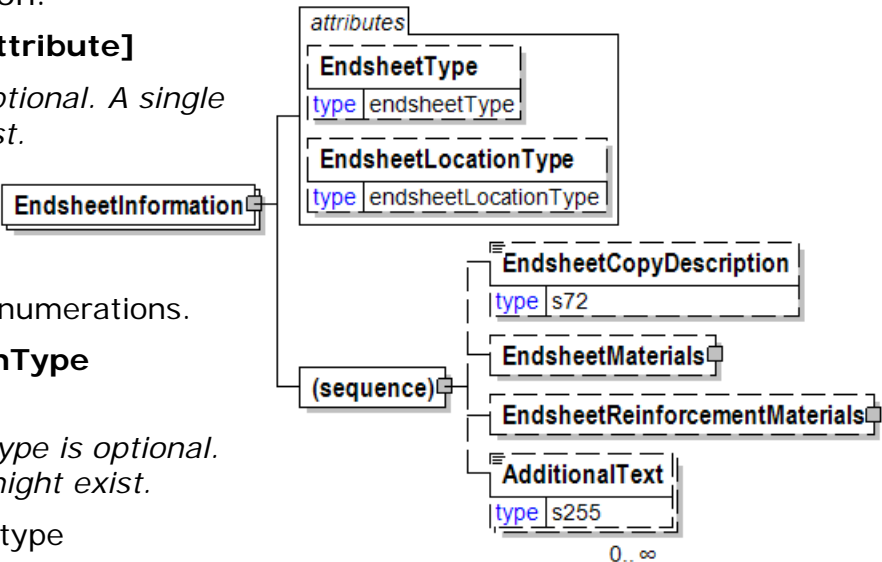 on.
ttribute]
ptional. A single
st.
numerations.
nType
ype is optional.
night exist.
type
attributes
EndsheetType
type endsheetType
EndsheetLocationType
type endsheetLocationType
EndsheetInformation
(sequence)
EndsheetCopyDescription
type s72
EndsheetMaterials
EndsheetReinforcementMaterials
AdditionalText
type s255
0.. ∞